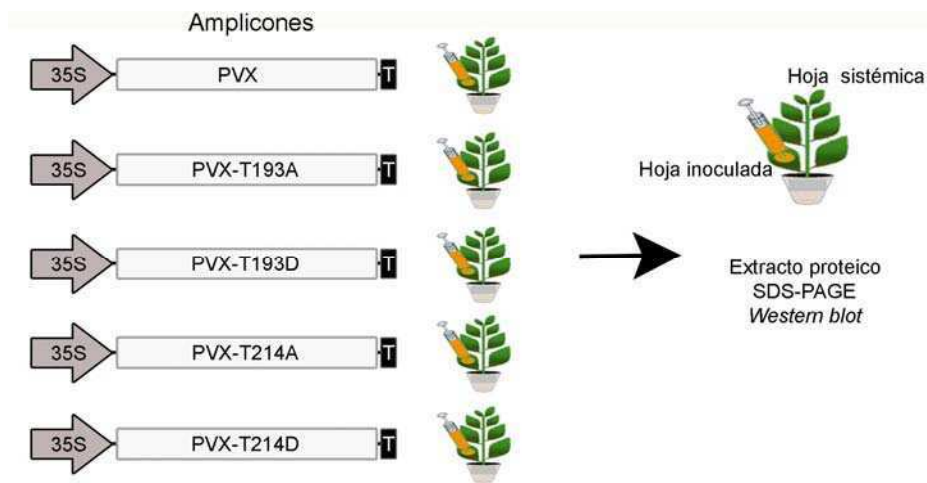 Amplicones
35S PVX T
35S PVX-T193A T
35S PVX-T193D T
35S PVX-T214A T
35S PVX-T214D T
Hoja sistémica
Hoja inoculada
Extracto proteico
SDS-PAGE
Western blot